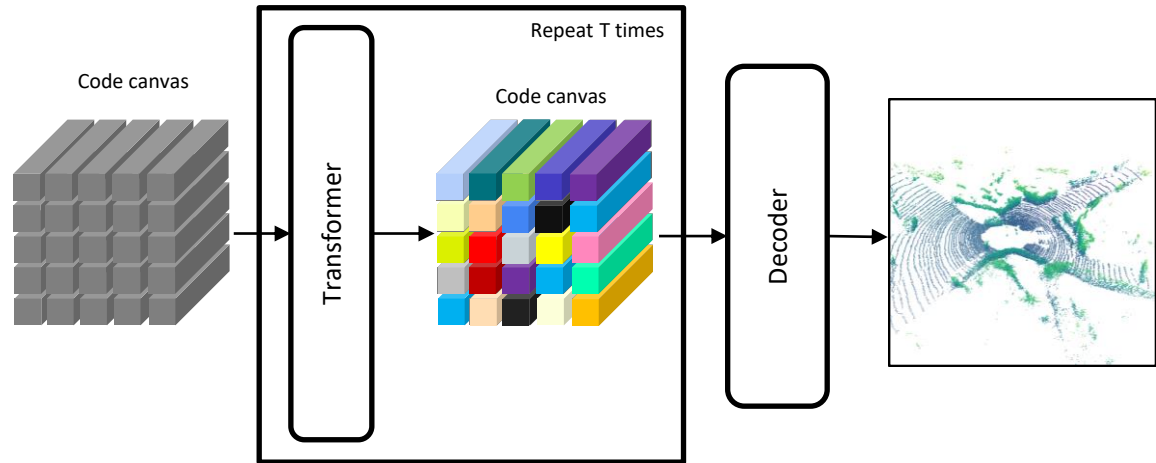 Repeat T times
Code canvas
Transformer
Code canvas
Decoder